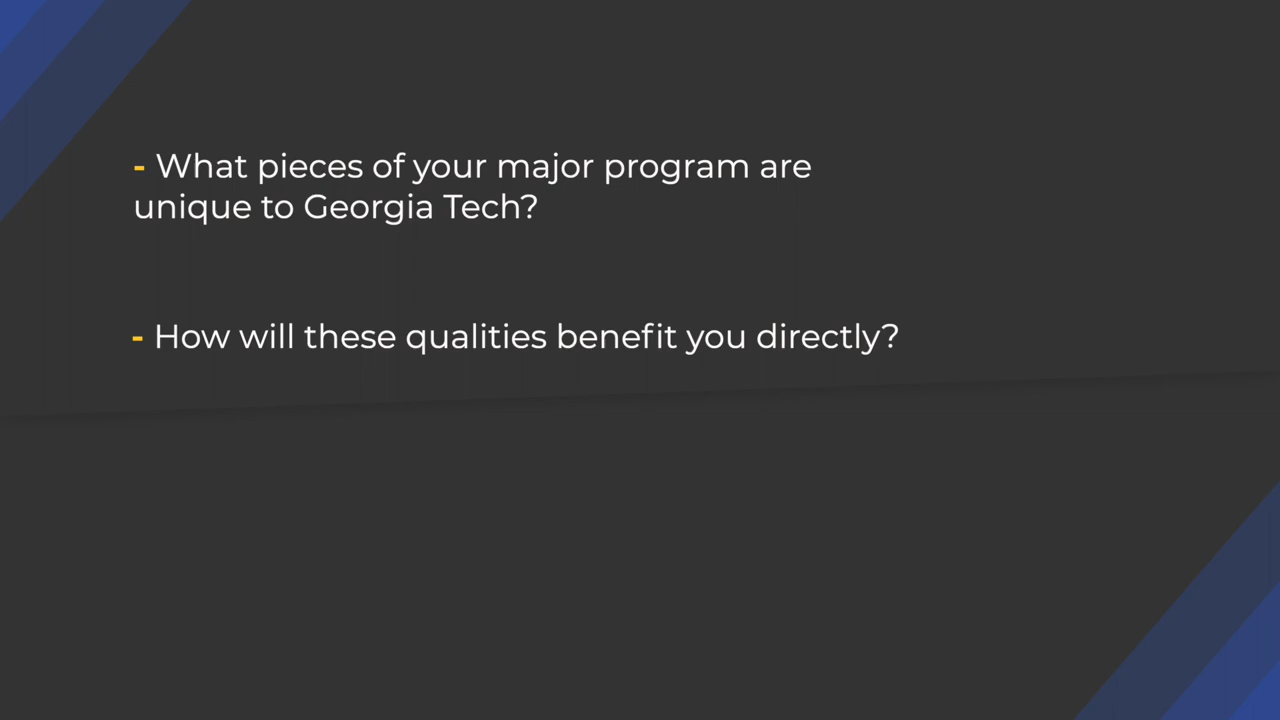 - What pieces of your major program are
unique to Georgia Tech?
- How will these qualities benefit you directly?